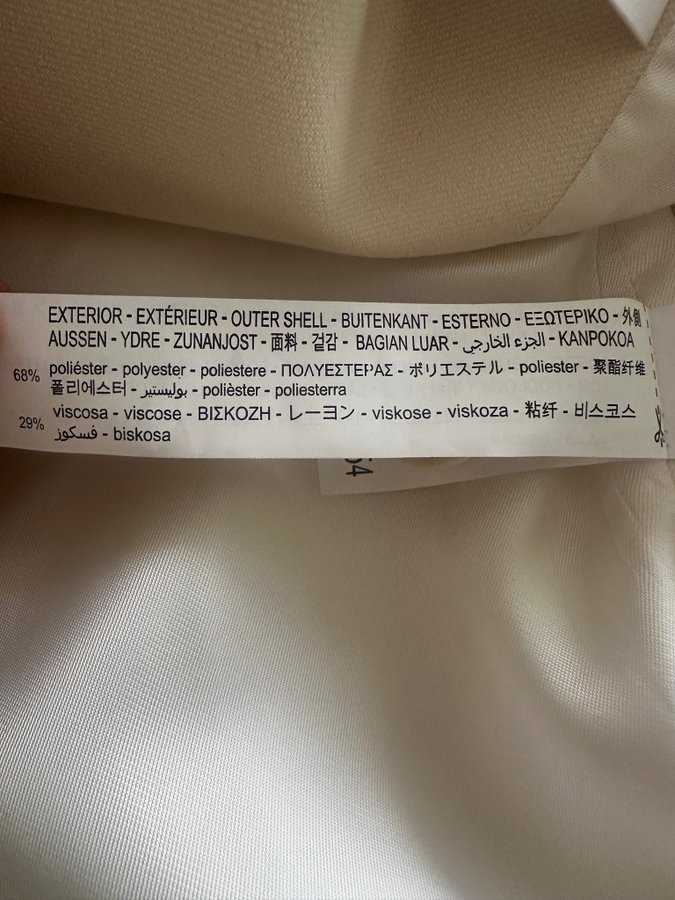 EXTERIOR - EXTÉRIEUR - OUTER SHELL - BUITENKANT - ESTERNO - ΕΞΩΤΕΡΙΚΟ - 外側
AUSSEN - YDRE - ZUNANJOST - 面料 - 겉감 - BAGIAN LUAR - الجزء الخارجي - KANPOKOA
68% poliéster - polyester - poliestere - ΠΟΛΥΕΣΤΕΡΑΣ - ポリエステル - poliester - 聚酯纤维
폴리에스터 - بوليستير - polièster - poliesterra
29% viscosa - viscose - ΒΙΣΚΟΖΗ - レーヨン - viskose - viskoza - 粘纤 - 비스코스
فسكوز - biskosa
54